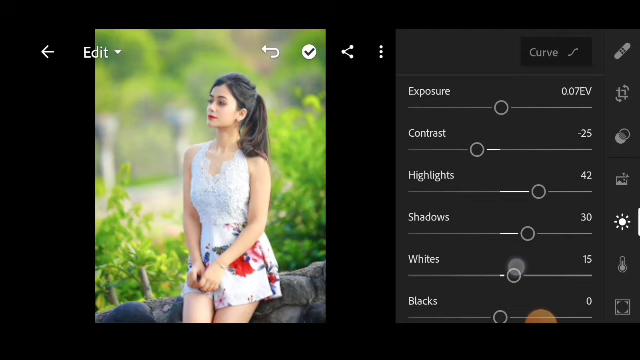 Edit
Curve
Exposure 0.07EV
Contrast -25
Highlights 42
Shadows 30
Whites 15
Blacks 0